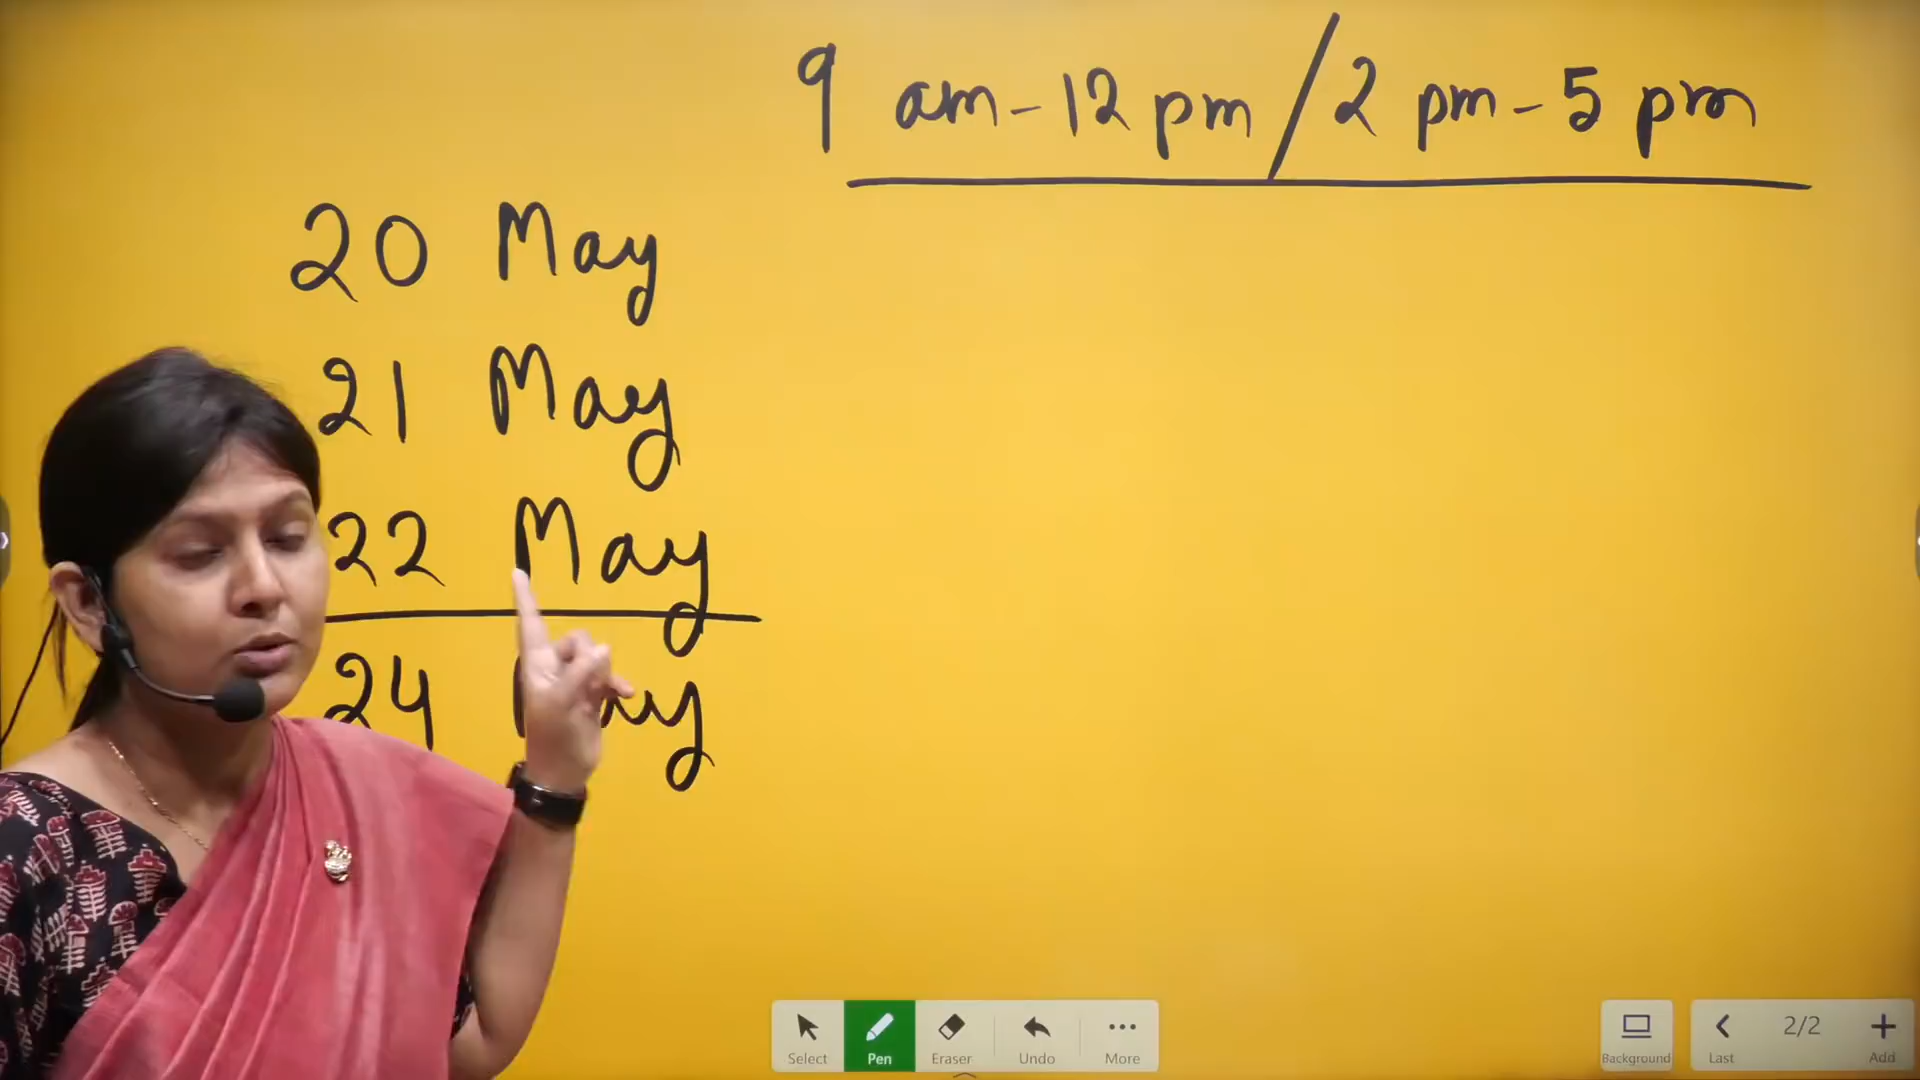 9 am - 12 pm / 2 pm - 5 pm
20 May
21 May
22 May
24
Select
Pen
Eraser
Undo
More
Background
Last
2/2
Add